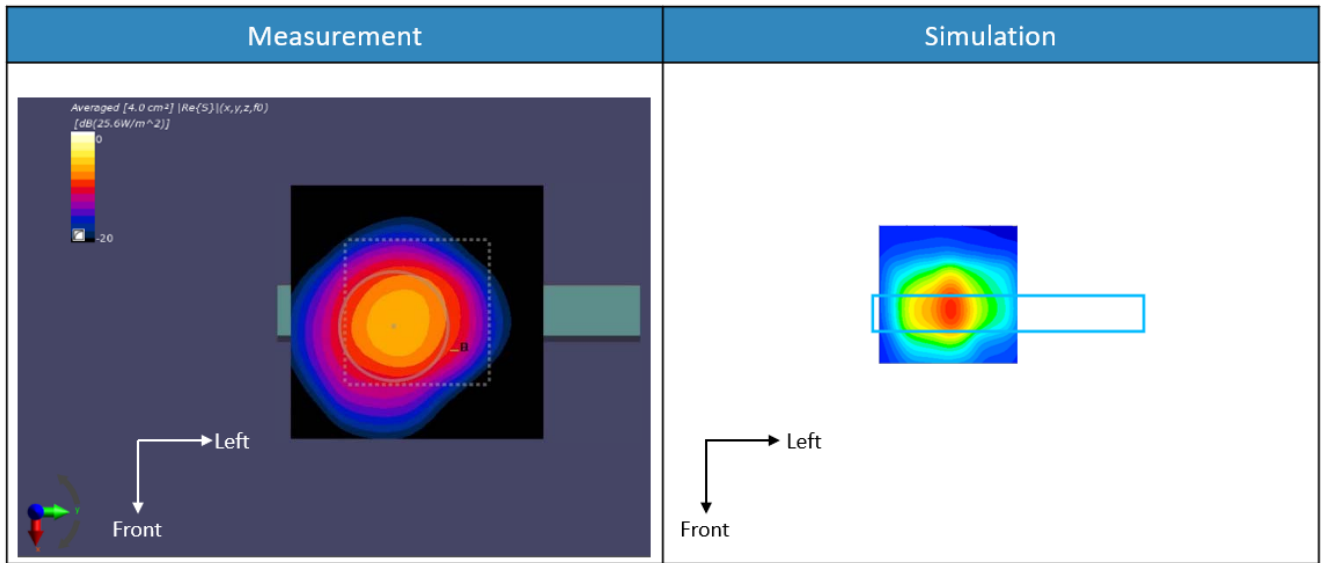 Measurement
Simulation
Averaged [4.0 cm²] |Re{S}|(x,y,z,f0)
[dB(25.6W/m^2)]
0
-20
B
Left
Front
y
x
Left
Front